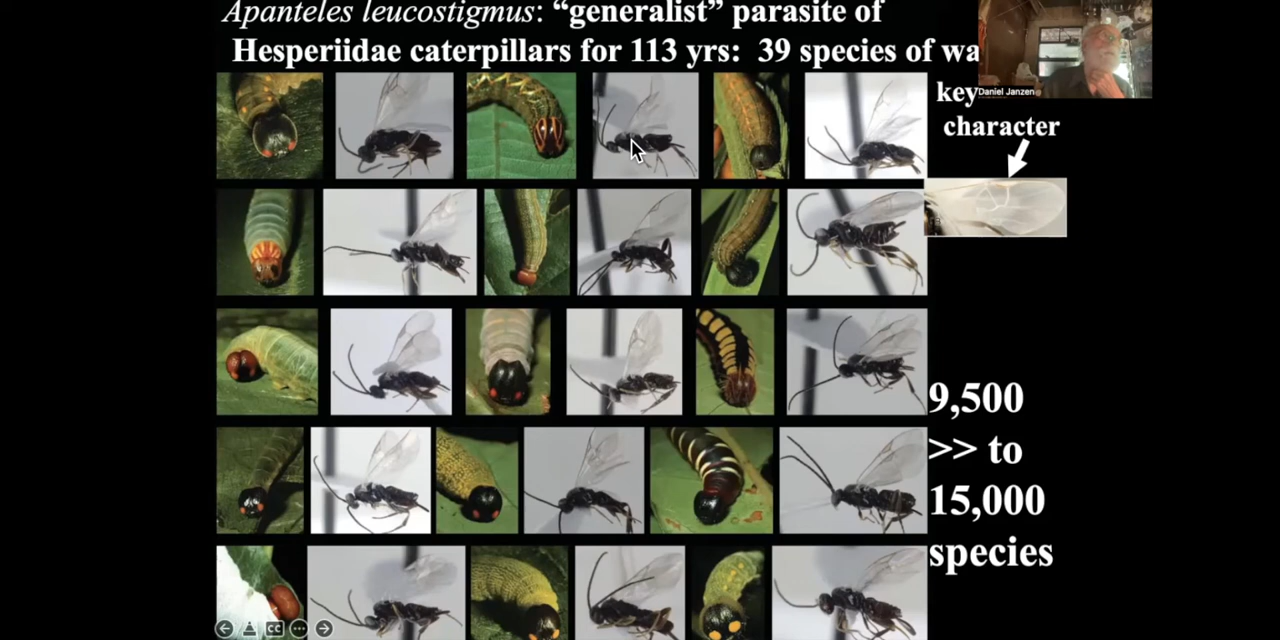 Apanteles leucostigmus: “generalist” parasite of
Hesperiidae caterpillars for 113 yrs: 39 species of
Daniel Janzen
key
character
9,500
>> to
15,000
species
CC